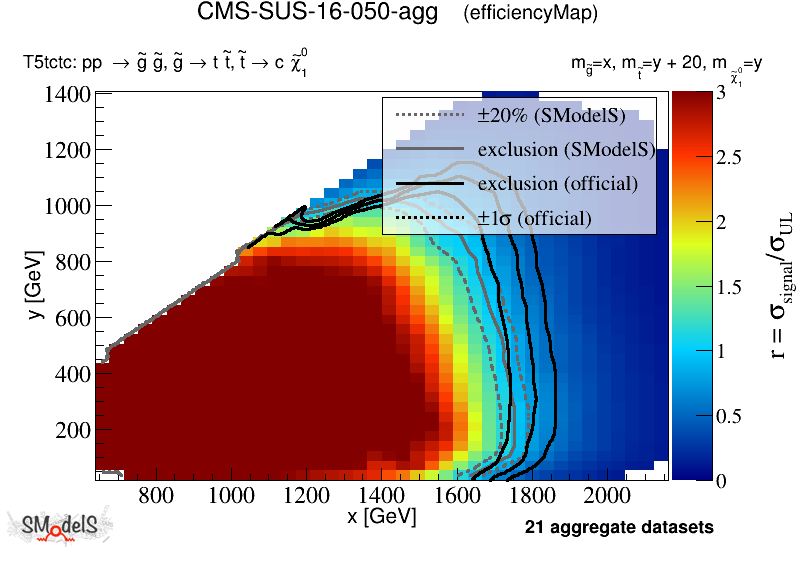 CMS-SUS-16-050-agg (efficiencyMap)
T5tctc: pp → g̃ g̃, g̃ → t t̃, t̃ → c χ̃₁⁰ m_g̃=x, m_t̃=y + 20, m_χ̃₁⁰=y
±20% (SModelS)
exclusion (SModelS)
exclusion (official)
±1σ (official)
1400
1200
1000
800
600
400
200
y [GeV]
800 1000 1200 1400 1600 1800 2000
x [GeV]
3
2.5
2
1.5
1
0.5
0
r = σ_signal/σ_UL
SModelS
21 aggregate datasets